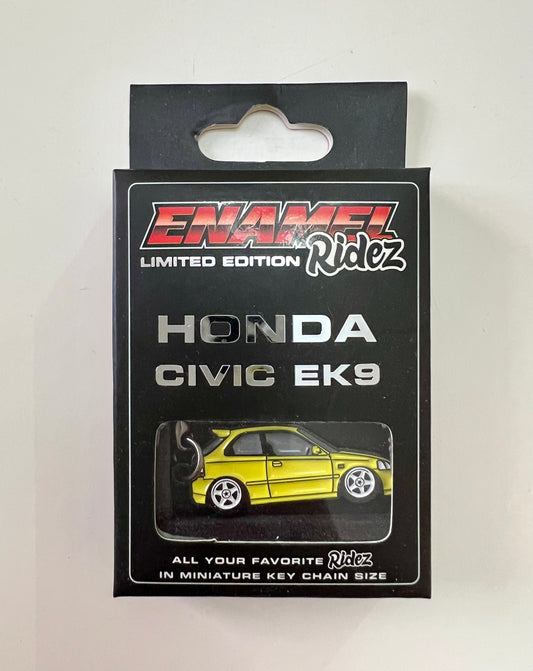 ENAMEL
LIMITED EDITION Ridez
HONDA
CIVIC EK9
ALL YOUR FAVORITE Ridez
IN MINIATURE KEY CHAIN SIZE